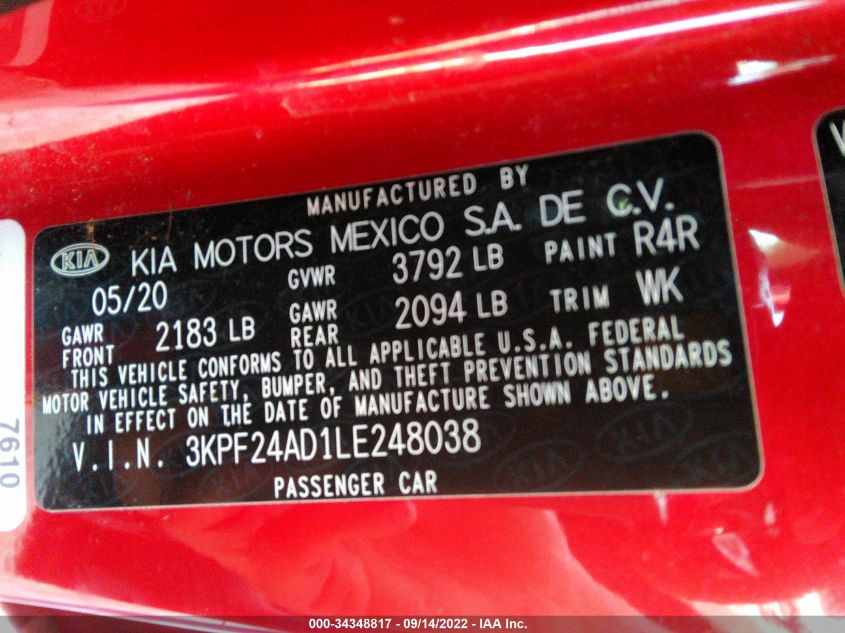 MANUFACTURED BY
KIA KIA MOTORS MEXICO S.A. DE C.V.
05/20 GVWR 3792 LB PAINT R4R
GAWR FRONT 2183 LB GAWR REAR 2094 LB TRIM WK
THIS VEHICLE CONFORMS TO ALL APPLICABLE U.S.A. FEDERAL
MOTOR VEHICLE SAFETY, BUMPER, AND THEFT PREVENTION STANDARDS
IN EFFECT ON THE DATE OF MANUFACTURE SHOWN ABOVE.
V.I.N. 3KPF24AD1LE248038
PASSENGER CAR
7610
000-34348817 - 09/14/2022 - IAA Inc.